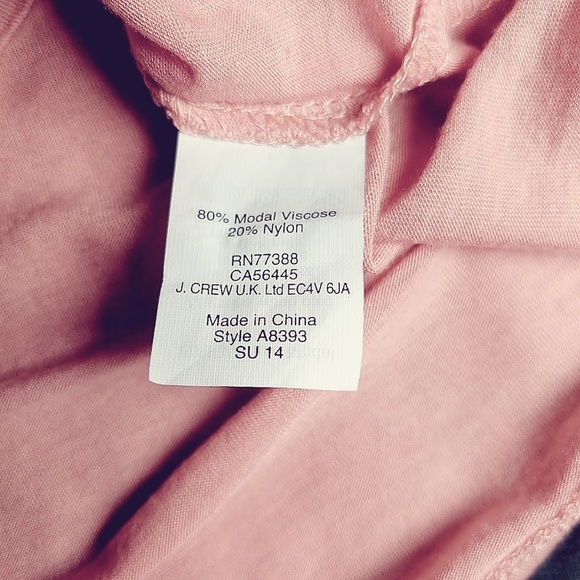 80% Modal Viscose
20% Nylon
RN77388
CA56445
J. CREW U.K. Ltd EC4V 6JA
Made in China
Style A8393
SU 14